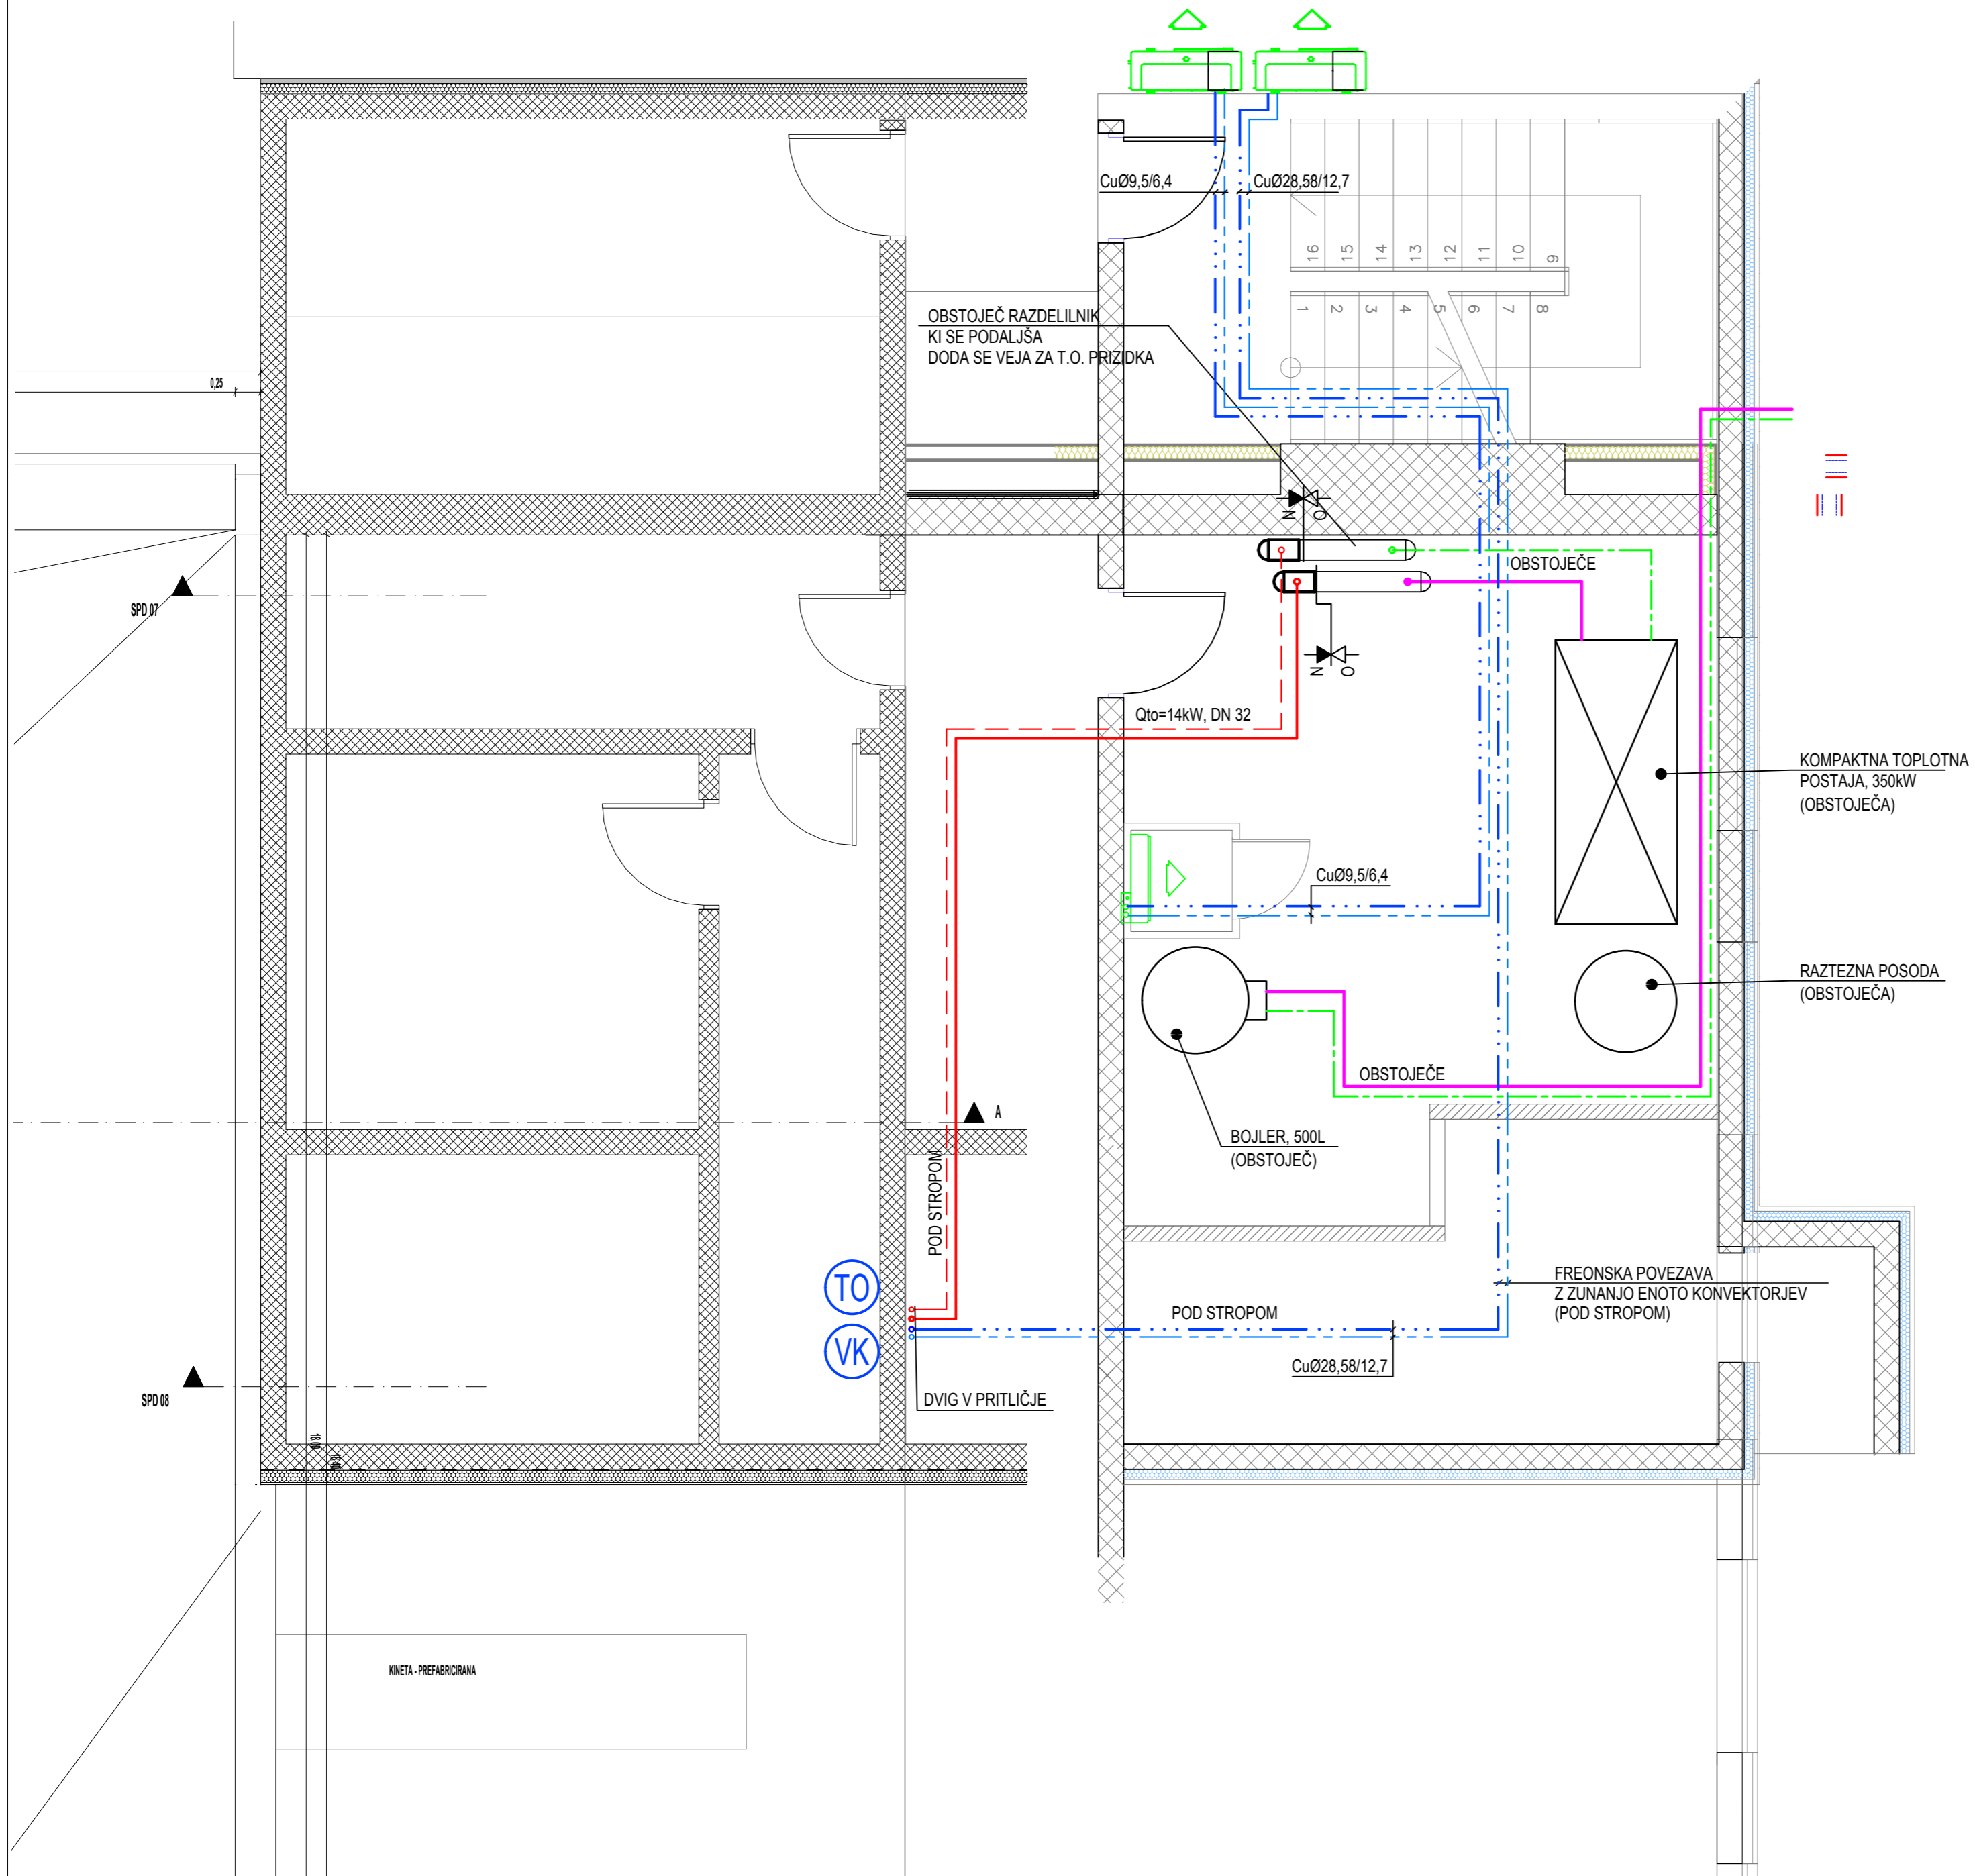 CuØ9,5/6,4
CuØ28,58/12,7
16
15
14
13
12
11
10
9
1
2
3
4
5
6
7
8
OBSTOJEČ RAZDELILNIK
KI SE PODALJŠA
DODA SE VEJA ZA T.O. PRIZIDKA
0,25
N
O
OBSTOJEČE
SPD 07
N
O
Qto=14kW, DN 32
KOMPAKTNA TOPLOTNA
POSTAJA, 350kW
(OBSTOJEČA)
CuØ9,5/6,4
RAZTEZNA POSODA
(OBSTOJEČA)
OBSTOJEČE
A
BOJLER, 500L
(OBSTOJEČ)
POD STROPOM
TO
VK
FREONSKA POVEZAVA
Z ZUNANJO ENOTO KONVEKTORJEV
(POD STROPOM)
POD STROPOM
CuØ28,58/12,7
SPD 08
DVIG V PRITLIČJE
18,00
18,40
KINETA - PREFABRICIRANA